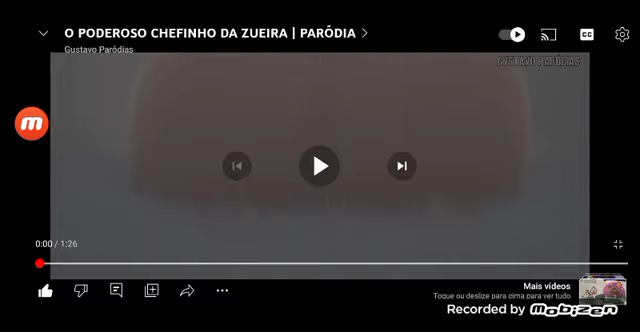 O PODEROSO CHEFINHO DA ZUEIRA | PARÓDIA
Gustavo Paródias
CC
GUSTAVO PARÓDIAS
m
0:00 / 1:26
Mais vídeos
Toque ou deslize para cima para ver tudo
Recorded by Mobizen